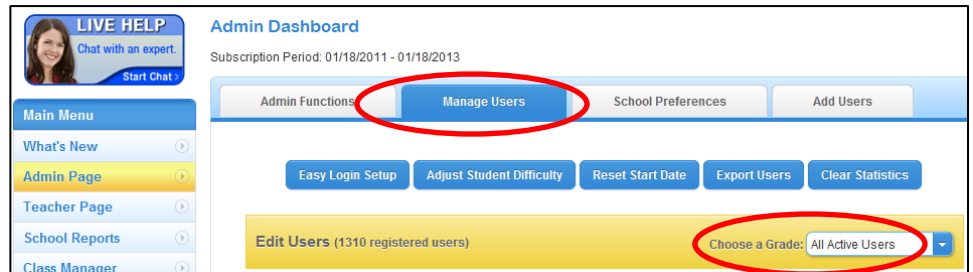 LIVE HELP
Chat with an expert.
Start Chat >
Admin Dashboard
Subscription Period: 01/18/2011 - 01/18/2013
Admin Functions
Manage Users
School Preferences
Add Users
Main Menu
What's New
Admin Page
Teacher Page
School Reports
Class Manager
Easy Login Setup
Adjust Student Difficulty
Reset Start Date
Export Users
Clear Statistics
Edit Users (1310 registered users)
Choose a Grade: All Active Users